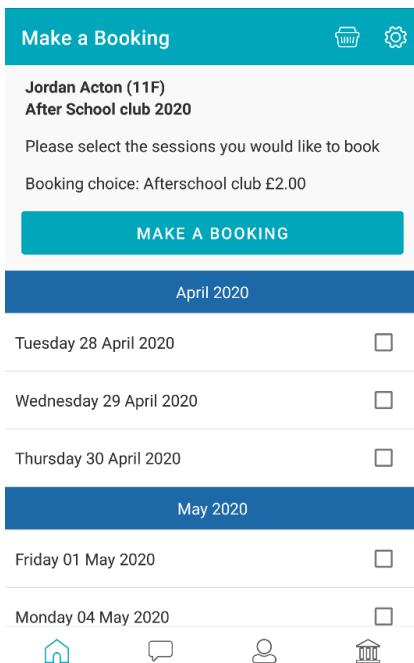 Make a Booking
Jordan Acton (11F)
After School club 2020
Please select the sessions you would like to book
Booking choice: Afterschool club £2.00
MAKE A BOOKING
April 2020
Tuesday 28 April 2020
Wednesday 29 April 2020
Thursday 30 April 2020
May 2020
Friday 01 May 2020
Monday 04 May 2020